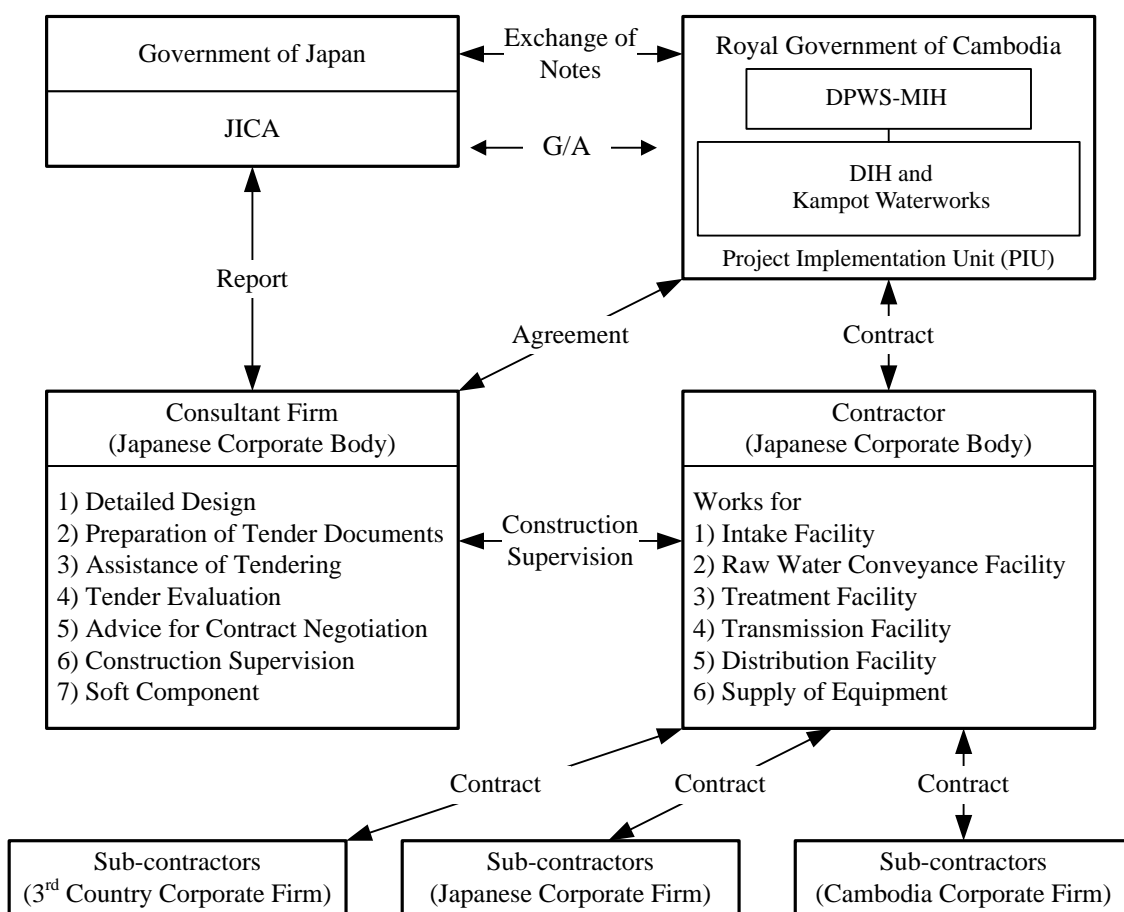 Government of Japan
JICA
Exchange of
Notes
G/A
Royal Government of Cambodia
DPWS-MIH
DIH and
Kampot Waterworks
Project Implementation Unit (PIU)
Report
Agreement
Contract
Consultant Firm
(Japanese Corporate Body)
1) Detailed Design
2) Preparation of Tender Documents
3) Assistance of Tendering
4) Tender Evaluation
5) Advice for Contract Negotiation
6) Construction Supervision
7) Soft Component
Construction
Supervision
Contractor
(Japanese Corporate Body)
Works for
1) Intake Facility
2) Raw Water Conveyance Facility
3) Treatment Facility
4) Transmission Facility
5) Distribution Facility
6) Supply of Equipment
Contract
Contract
Contract
Sub-contractors
(3rd Country Corporate Firm)
Sub-contractors
(Japanese Corporate Firm)
Sub-contractors
(Cambodia Corporate Firm)